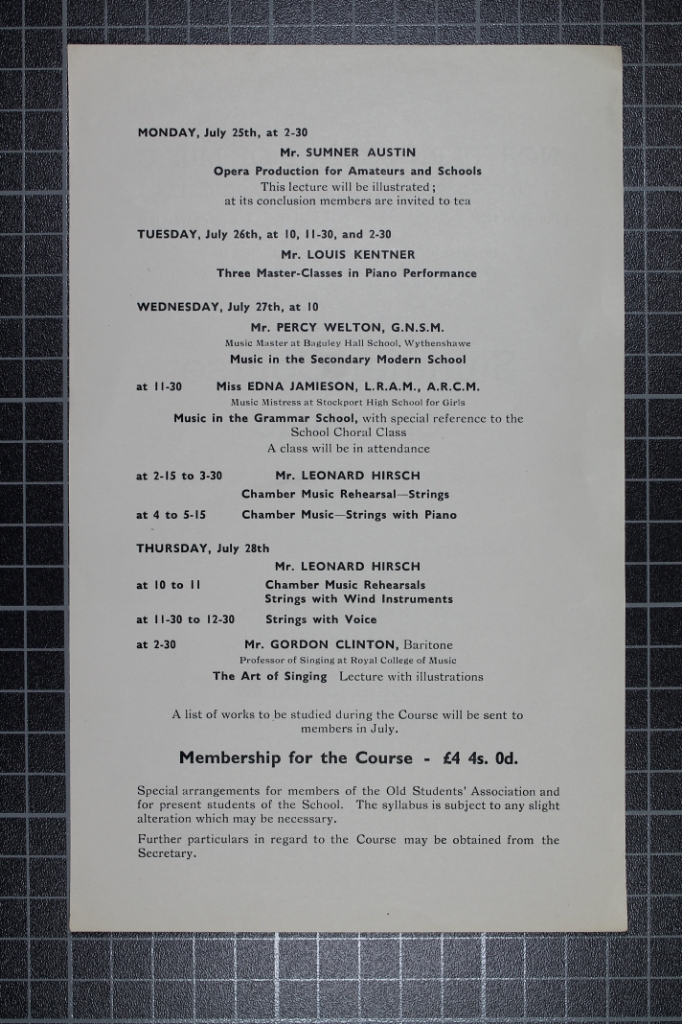 MONDAY, July 25th, at 2-30
Mr. SUMNER AUSTIN
Opera Production for Amateurs and Schools
This lecture will be illustrated ;
at its conclusion members are invited to tea
TUESDAY, July 26th, at 10, 11-30, and 2-30
Mr. LOUIS KENTNER
Three Master-Classes in Piano Performance
WEDNESDAY, July 27th, at 10
Mr. PERCY WELTON, G.N.S.M.
Music Master at Baguley Hall School, Wythenshawe
Music in the Secondary Modern School
at 11-30 Miss EDNA JAMIESON, L.R.A.M., A.R.C.M.
Music Mistress at Stockport High School for Girls
Music in the Grammar School, with special reference to the
School Choral Class
A class will be in attendance
at 2-15 to 3-30 Mr. LEONARD HIRSCH
Chamber Music Rehearsal—Strings
at 4 to 5-15 Chamber Music—Strings with Piano
THURSDAY, July 28th
Mr. LEONARD HIRSCH
at 10 to 11 Chamber Music Rehearsals
Strings with Wind Instruments
at 11-30 to 12-30 Strings with Voice
at 2-30 Mr. GORDON CLINTON, Baritone
Professor of Singing at Royal College of Music
The Art of Singing Lecture with illustrations
A list of works to be studied during the Course will be sent to
members in July.
Membership for the Course - £4 4s. 0d.
Special arrangements for members of the Old Students' Association and
for present students of the School. The syllabus is subject to any slight
alteration which may be necessary.
Further particulars in regard to the Course may be obtained from the
Secretary.